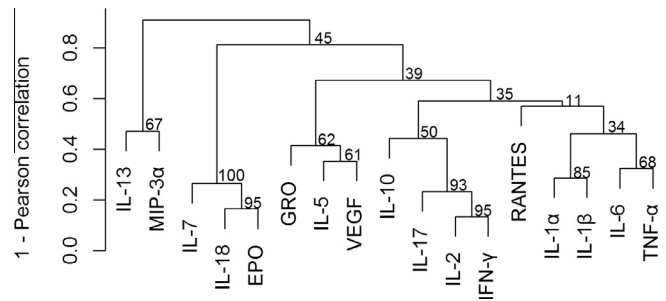 1 - Pearson correlation
0.0
0.2
0.4
0.6
0.8
45
39
35
11
67
62
50
34
61
100
95
93
95
85
68
IL-13
MIP-3α
IL-7
IL-18
EPO
GRO
IL-5
VEGF
IL-10
IL-17
IL-2
IFN-γ
RANTES
IL-1α
IL-1β
IL-6
TNF-α